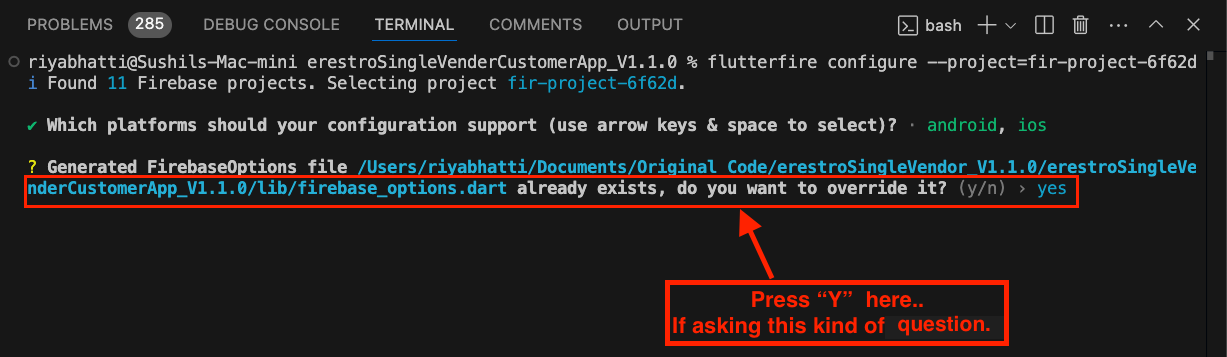 PROBLEMS 285 DEBUG CONSOLE TERMINAL COMMENTS OUTPUT bash
riyabhatti@Sushils-Mac-mini erestroSingleVenderCustomerApp_V1.1.0 % flutterfire configure --project=fir-project-6f62d
i Found 11 Firebase projects. Selecting project fir-project-6f62d.
✔ Which platforms should your configuration support (use arrow keys & space to select)? · android, ios
? Generated FirebaseOptions file /Users/riyabhatti/Documents/Original Code/erestroSingleVendor_V1.1.0/erestroSingleVe
nderCustomerApp_V1.1.0/lib/firebase_options.dart already exists, do you want to override it? (y/n) › yes
Press “Y” here..
If asking this kind of question.